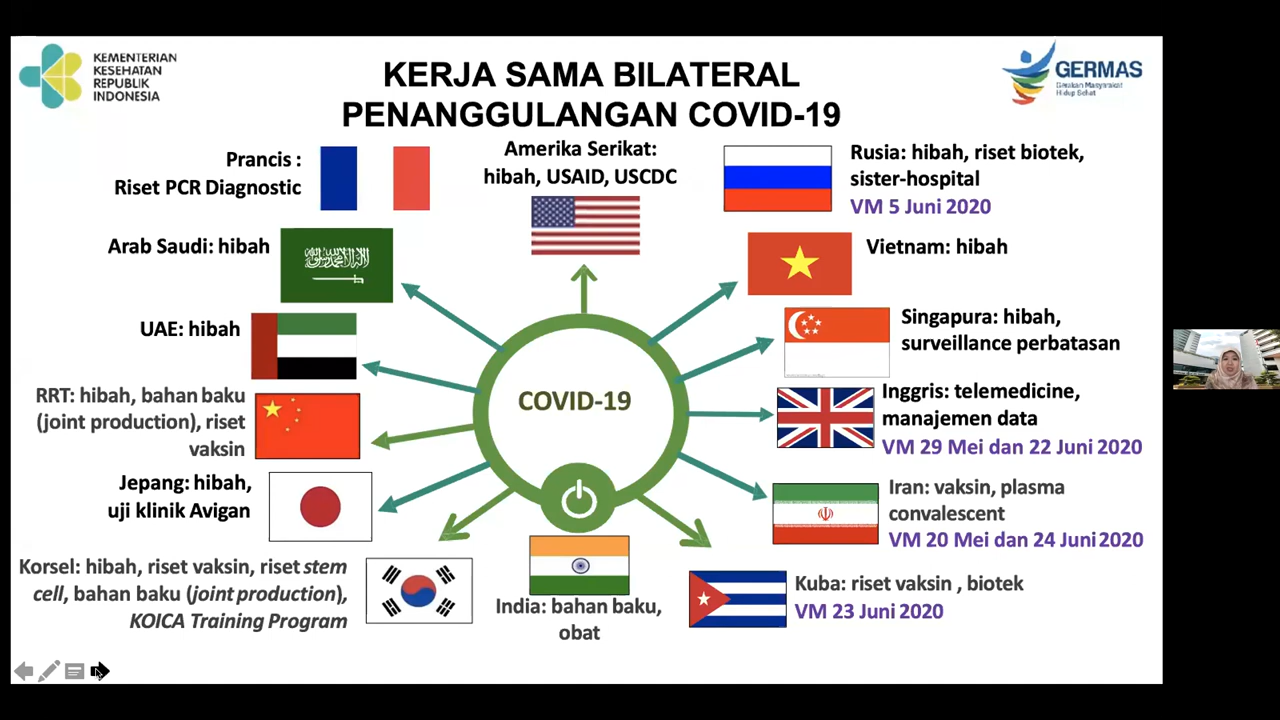 KEMENTERIAN
KESEHATAN
REPUBLIK
INDONESIA
KERJA SAMA BILATERAL
PENANGGULANGAN COVID-19
GERMAS
Gerakan Masyarakat
Hidup Sehat
Prancis :
Riset PCR Diagnostic
Amerika Serikat:
hibah, USAID, USCDC
Rusia: hibah, riset biotek,
sister-hospital
VM 5 Juni 2020
Arab Saudi: hibah
Vietnam: hibah
UAE: hibah
Singapura: hibah,
surveillance perbatasan
RRT: hibah, bahan baku
(joint production), riset
vaksin
COVID-19
Inggris: telemedicine,
manajemen data
VM 29 Mei dan 22 Juni 2020
Jepang: hibah,
uji klinik Avigan
Iran: vaksin, plasma
convalescent
VM 20 Mei dan 24 Juni 2020
Korsel: hibah, riset vaksin, riset stem
cell, bahan baku (joint production),
KOICA Training Program
India: bahan baku,
obat
Kuba: riset vaksin , biotek
VM 23 Juni 2020